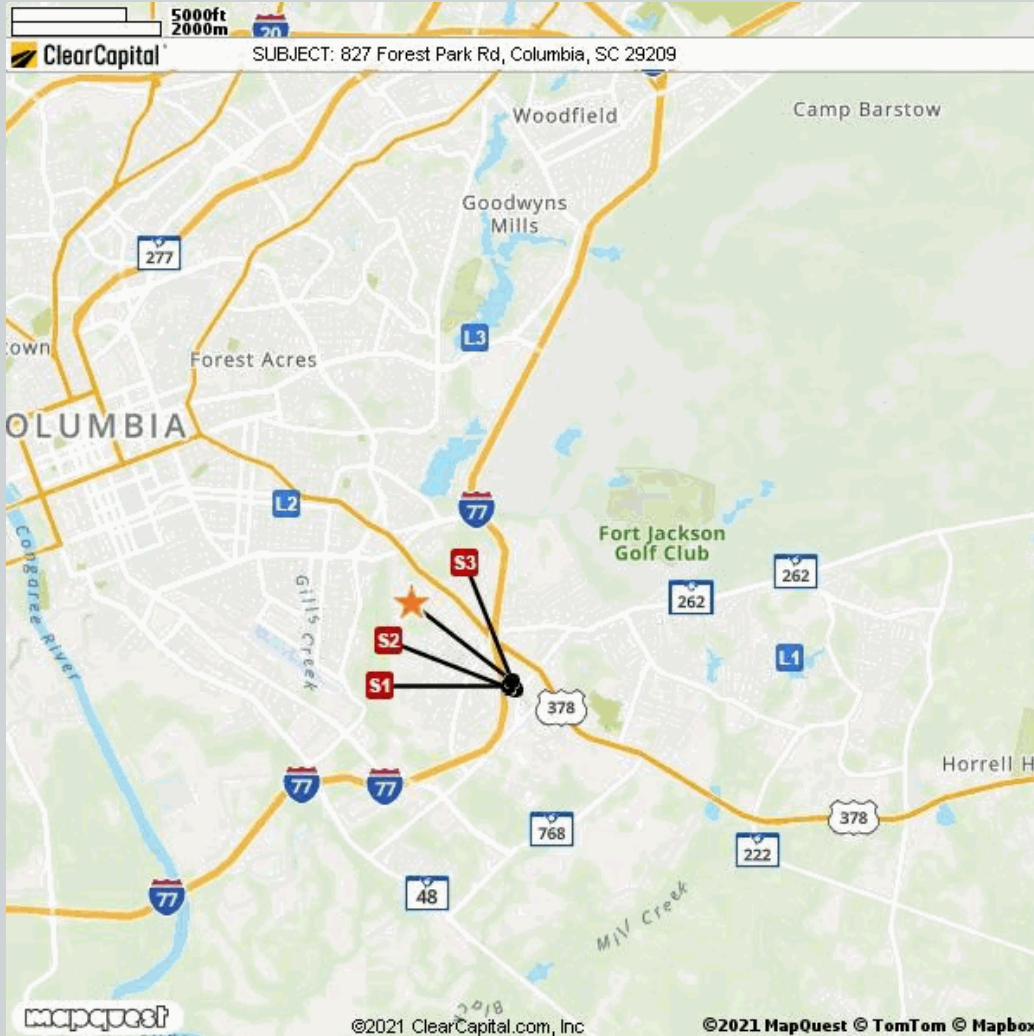 5000ft
2000m
20
ClearCapital
SUBJECT: 827 Forest Park Rd, Columbia, SC 29209
Woodfield
Camp Barstow
Goodwyns
Mills
277
L3
town
Forest Acres
OLUMBIA
L2
77
Fort Jackson
Golf Club
S3
262
262
Congaree River
Gills Creek
S2
L1
S1
378
Horrell H
77
77
378
768
222
77
48
Mill Creek
mapquest
©2021 ClearCapital.com, Inc
©2021 MapQuest © TomTom © Mapbox